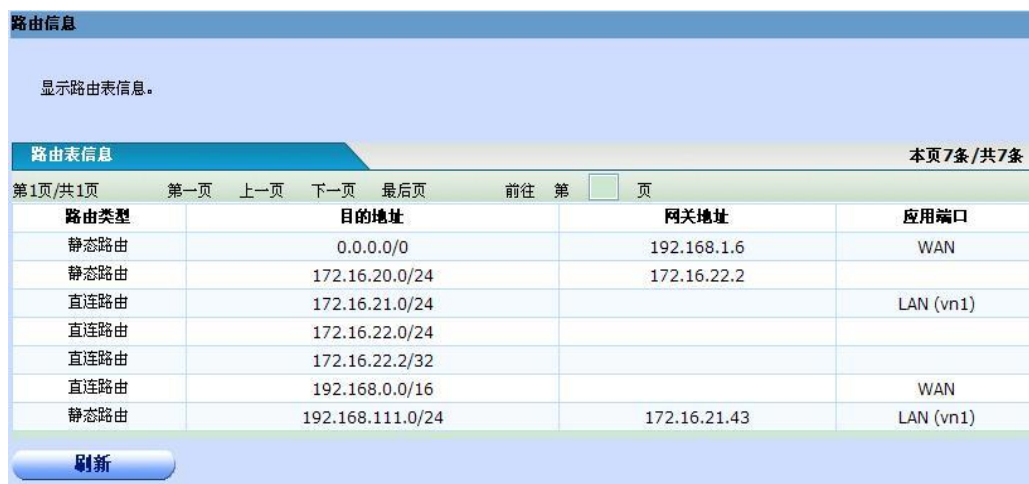 路由信息
显示路由表信息。
路由表信息 本页7条/共7条
第1页/共1页 第一页 上一页 下一页 最后页 前往 第 页
路由类型 目的地址 网关地址 应用端口
静态路由 0.0.0.0/0 192.168.1.6 WAN
静态路由 172.16.20.0/24 172.16.22.2
直连路由 172.16.21.0/24 LAN (vn1)
直连路由 172.16.22.0/24
直连路由 172.16.22.2/32
直连路由 192.168.0.0/16 WAN
静态路由 192.168.111.0/24 172.16.21.43 LAN (vn1)
刷新